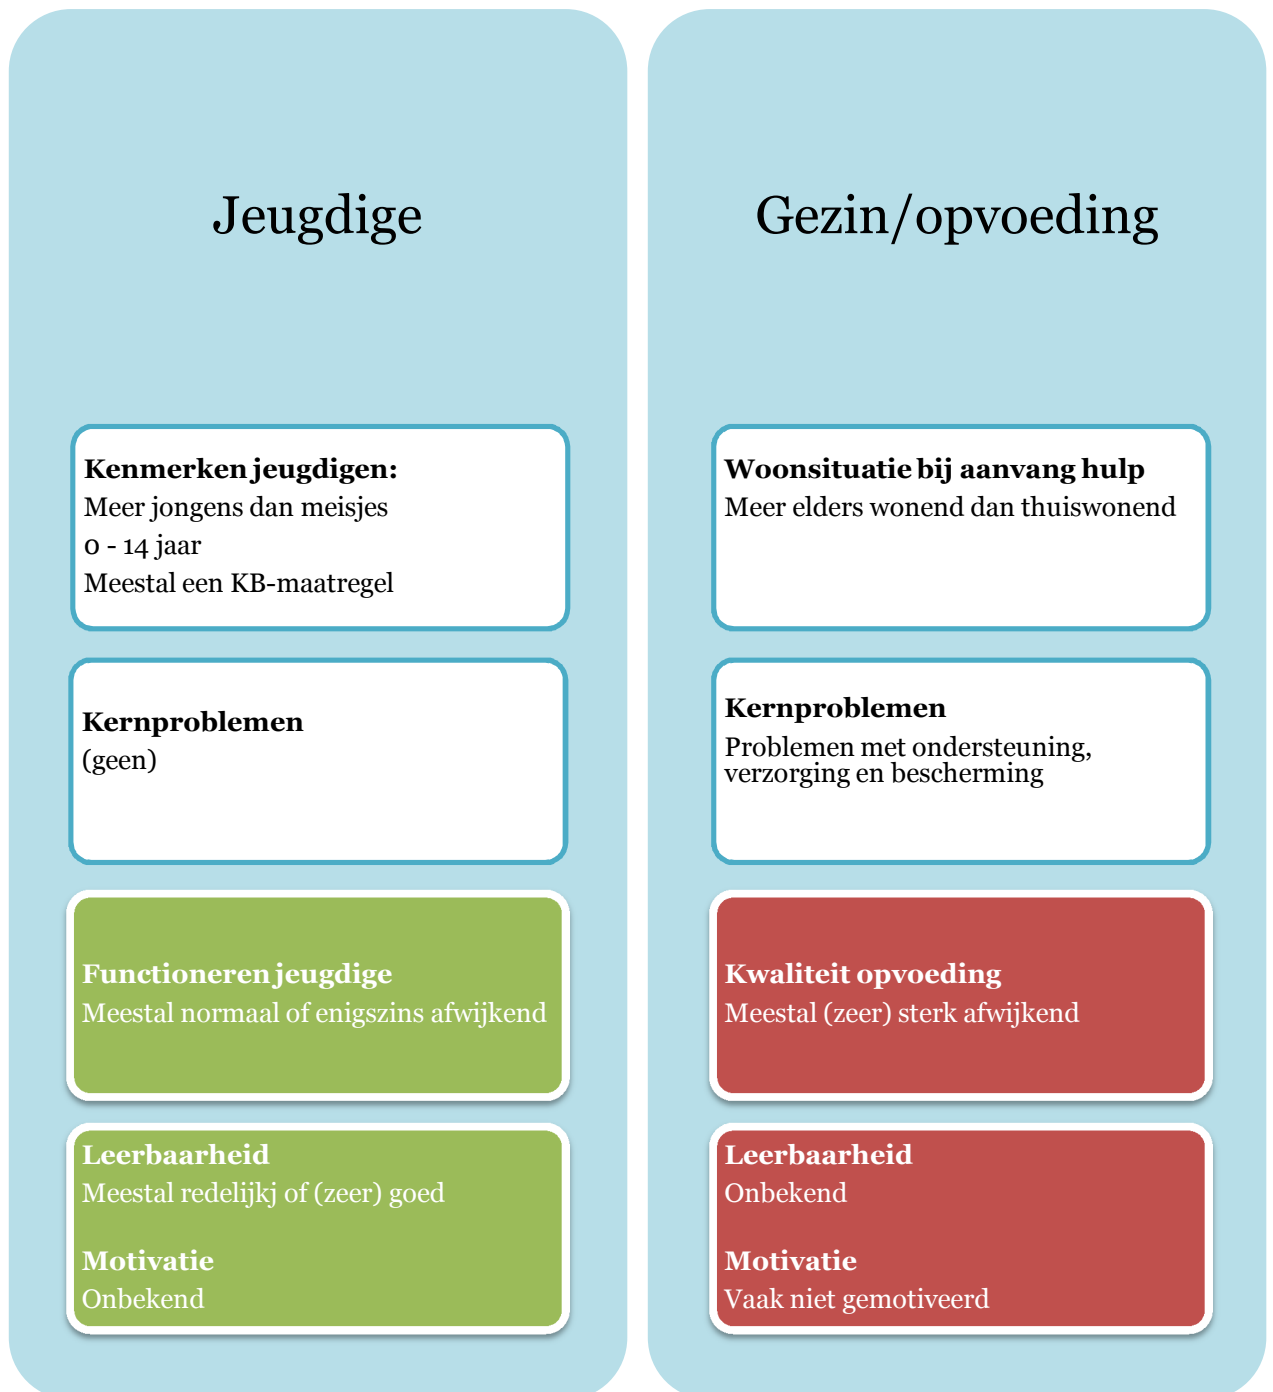 Jeugdige
Kenmerken jeugdigen:
Meer jongens dan meisjes
0 - 14 jaar
Meestal een KB-maatregel
Kernproblemen
(geen)
Functioneren jeugdige
Meestal normaal of enigszins afwijkend
Leerbaarheid
Meestal redelijkj of (zeer) goed
Motivatie
Onbekend
Gezin/opvoeding
Woonsituatie bij aanvang hulp
Meer elders wonend dan thuiswonend
Kernproblemen
Problemen met ondersteuning,
verzorging en bescherming
Kwaliteit opvoeding
Meestal (zeer) sterk afwijkend
Leerbaarheid
Onbekend
Motivatie
Vaak niet gemotiveerd